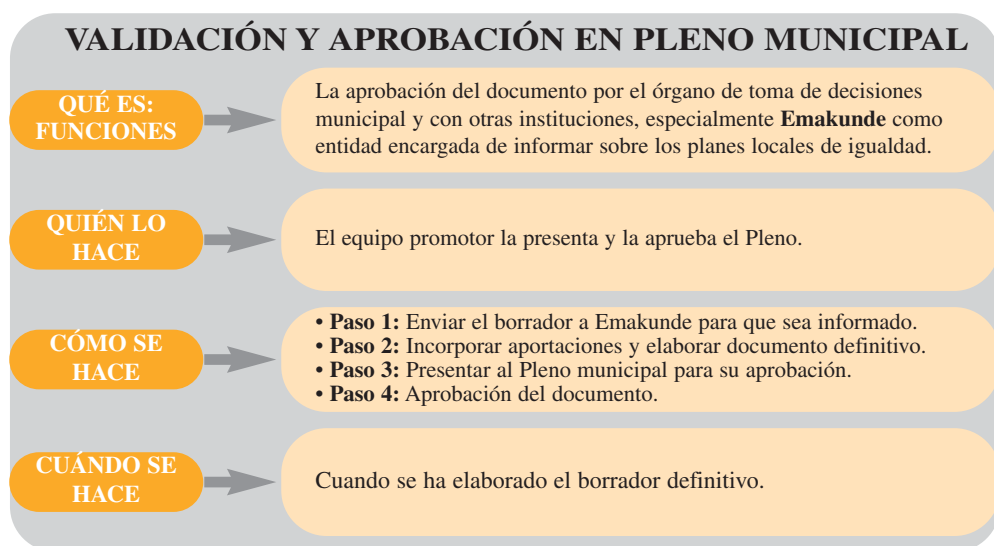 VALIDACIÓN Y APROBACIÓN EN PLENO MUNICIPAL
QUÉ ES:
FUNCIONES
La aprobación del documento por el órgano de toma de decisiones
municipal y con otras instituciones, especialmente Emakunde como
entidad encargada de informar sobre los planes locales de igualdad.
QUIÉN LO
HACE
El equipo promotor la presenta y la aprueba el Pleno.
CÓMO SE
HACE
• Paso 1: Enviar el borrador a Emakunde para que sea informado.
• Paso 2: Incorporar aportaciones y elaborar documento definitivo.
• Paso 3: Presentar al Pleno municipal para su aprobación.
• Paso 4: Aprobación del documento.
CUÁNDO SE
HACE
Cuando se ha elaborado el borrador definitivo.